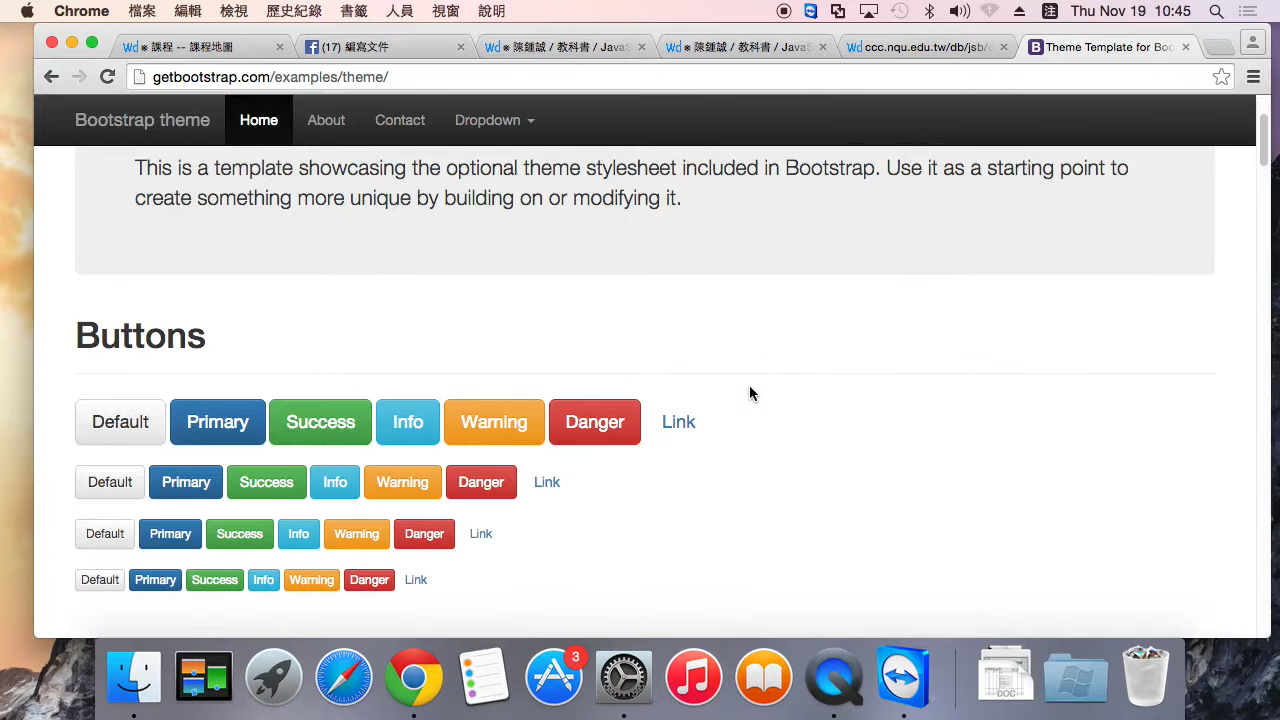 Chrome 檔案 編輯 檢視 歷史紀錄 書籤 人員 視窗 說明 注 Thu Nov 19 10:45
Wd ※ 課程 -- 課程地圖
(17) 編寫文件
Wd ※ 陳鍾誠 / 教科書 / JavaS
Wd ※ 陳鍾誠 / 教科書 / JavaS
Wd ccc.nqu.edu.tw/db/jsb
B Theme Template for Boo
getbootstrap.com/examples/theme/
Bootstrap theme Home About Contact Dropdown
This is a template showcasing the optional theme stylesheet included in Bootstrap. Use it as a starting point to
create something more unique by building on or modifying it.
Buttons
Default Primary Success Info Warning Danger Link
Default Primary Success Info Warning Danger Link
Default Primary Success Info Warning Danger Link
Default Primary Success Info Warning Danger Link
3
DOC